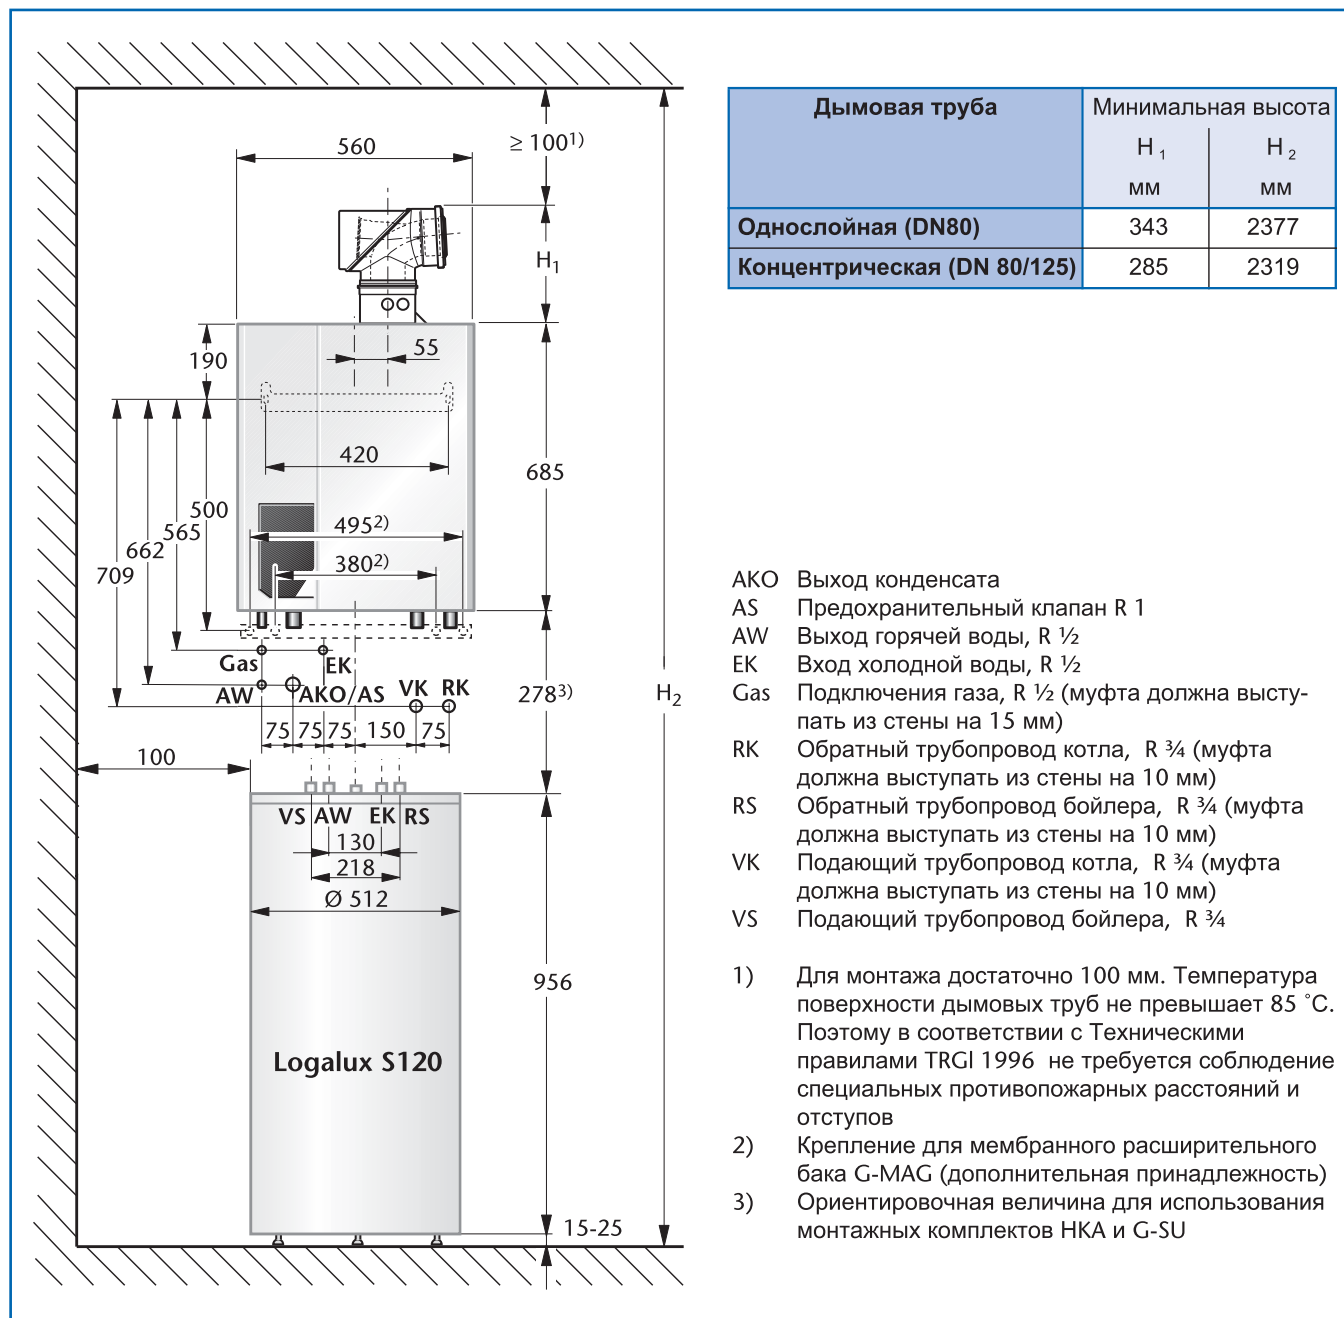 ≥ 100¹⁾
560
H₁
55
190
420
685
500
495²⁾
565
380²⁾
662
709
Gas
EK
AW
AKO/AS
VK
RK
278³⁾
H₂
75
75
75
150
75
100
VS
AW
EK
RS
130
218
Ø 512
956
Logalux S120
15-25
Дымовая труба
Минимальная высота
H ₁
H ₂
мм
мм
Однослойная (DN80) 343 2377
Концентрическая (DN 80/125) 285 2319
AKO Выход конденсата
AS Предохранительный клапан R 1
AW Выход горячей воды, R ½
EK Вход холодной воды, R ½
Gas Подключения газа, R ½ (муфта должна высту-
пать из стены на 15 мм)
RK Обратный трубопровод котла, R ¾ (муфта
должна выступать из стены на 10 мм)
RS Обратный трубопровод бойлера, R ¾ (муфта
должна выступать из стены на 10 мм)
VK Подающий трубопровод котла, R ¾ (муфта
должна выступать из стены на 10 мм)
VS Подающий трубопровод бойлера, R ¾
1) Для монтажа достаточно 100 мм. Температура
поверхности дымовых труб не превышает 85 ˚C.
Поэтому в соответствии с Техническими
правилами TRGI 1996 не требуется соблюдение
специальных противопожарных расстояний и
отступов
2) Крепление для мембранного расширительного
бака G-MAG (дополнительная принадлежность)
3) Ориентировочная величина для использования
монтажных комплектов HKA и G-SU